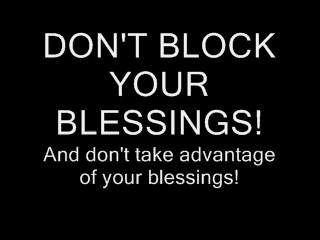 DON'T BLOCK
YOUR
BLESSINGS!
And don't take advantage
of your blessings!